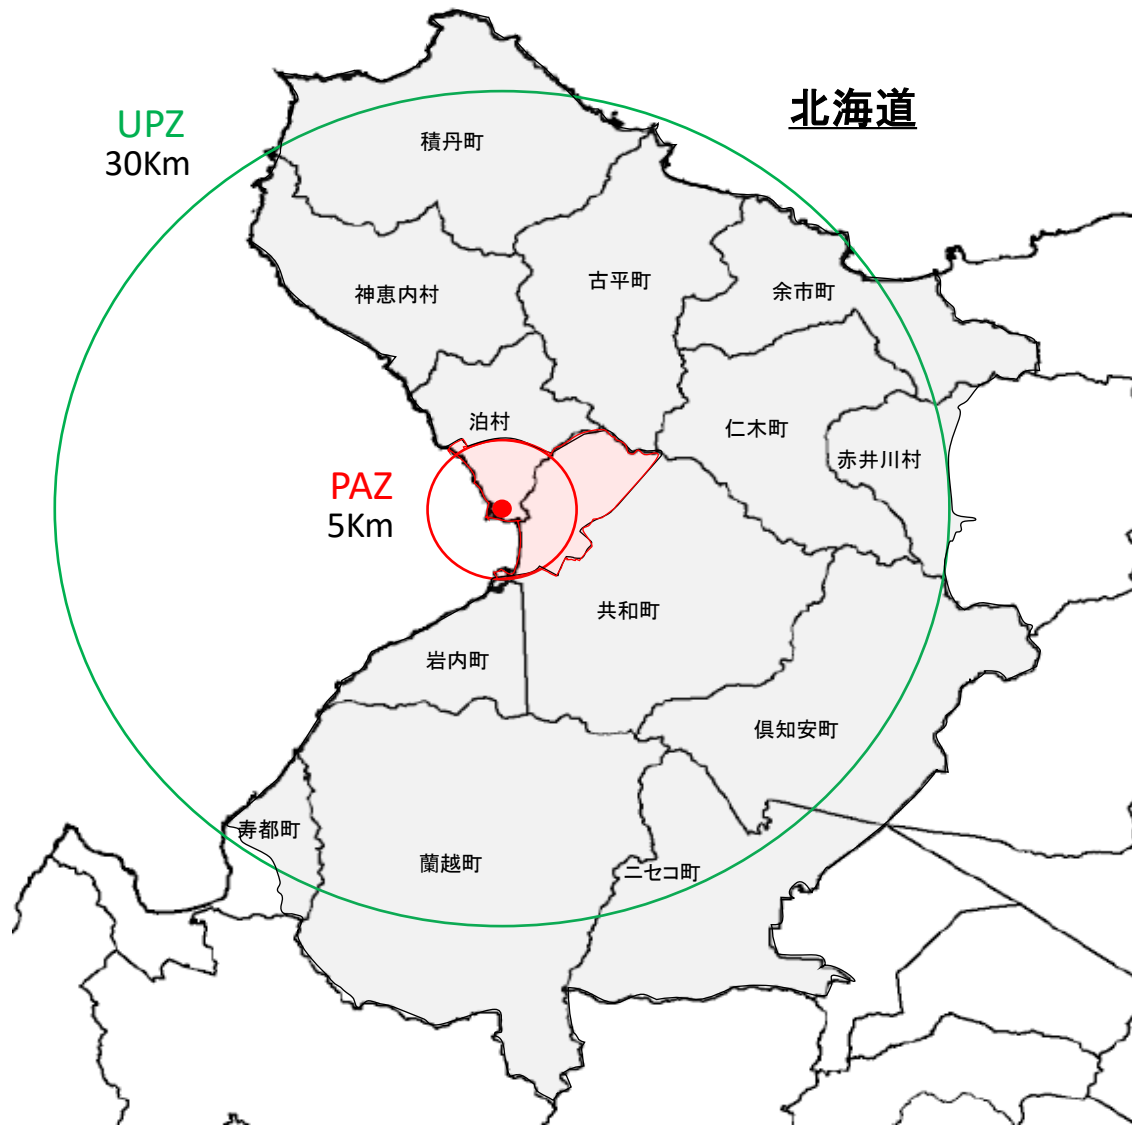 北海道
UPZ
30Km
積丹町
古平町
神恵内村
余市町
泊村
仁木町
赤井川村
PAZ
5Km
共和町
岩内町
倶知安町
寿都町
蘭越町
ニセコ町